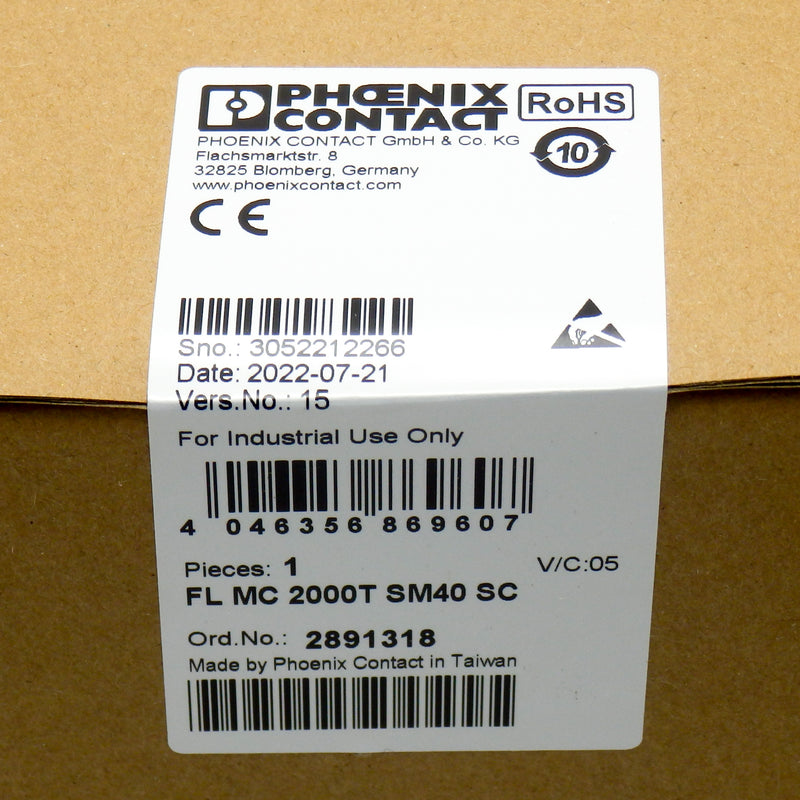 PHŒNIX
CONTACT
RoHS
PHOENIX CONTACT GmbH & Co. KG
Flachsmarktstr. 8
32825 Blomberg, Germany
www.phoenixcontact.com
10
CE
Sno.: 3052212266
Date: 2022-07-21
Vers.No.: 15
For Industrial Use Only
4 046356 869607
Pieces: 1
V/C:05
FL MC 2000T SM40 SC
Ord.No.: 2891318
Made by Phoenix Contact in Taiwan